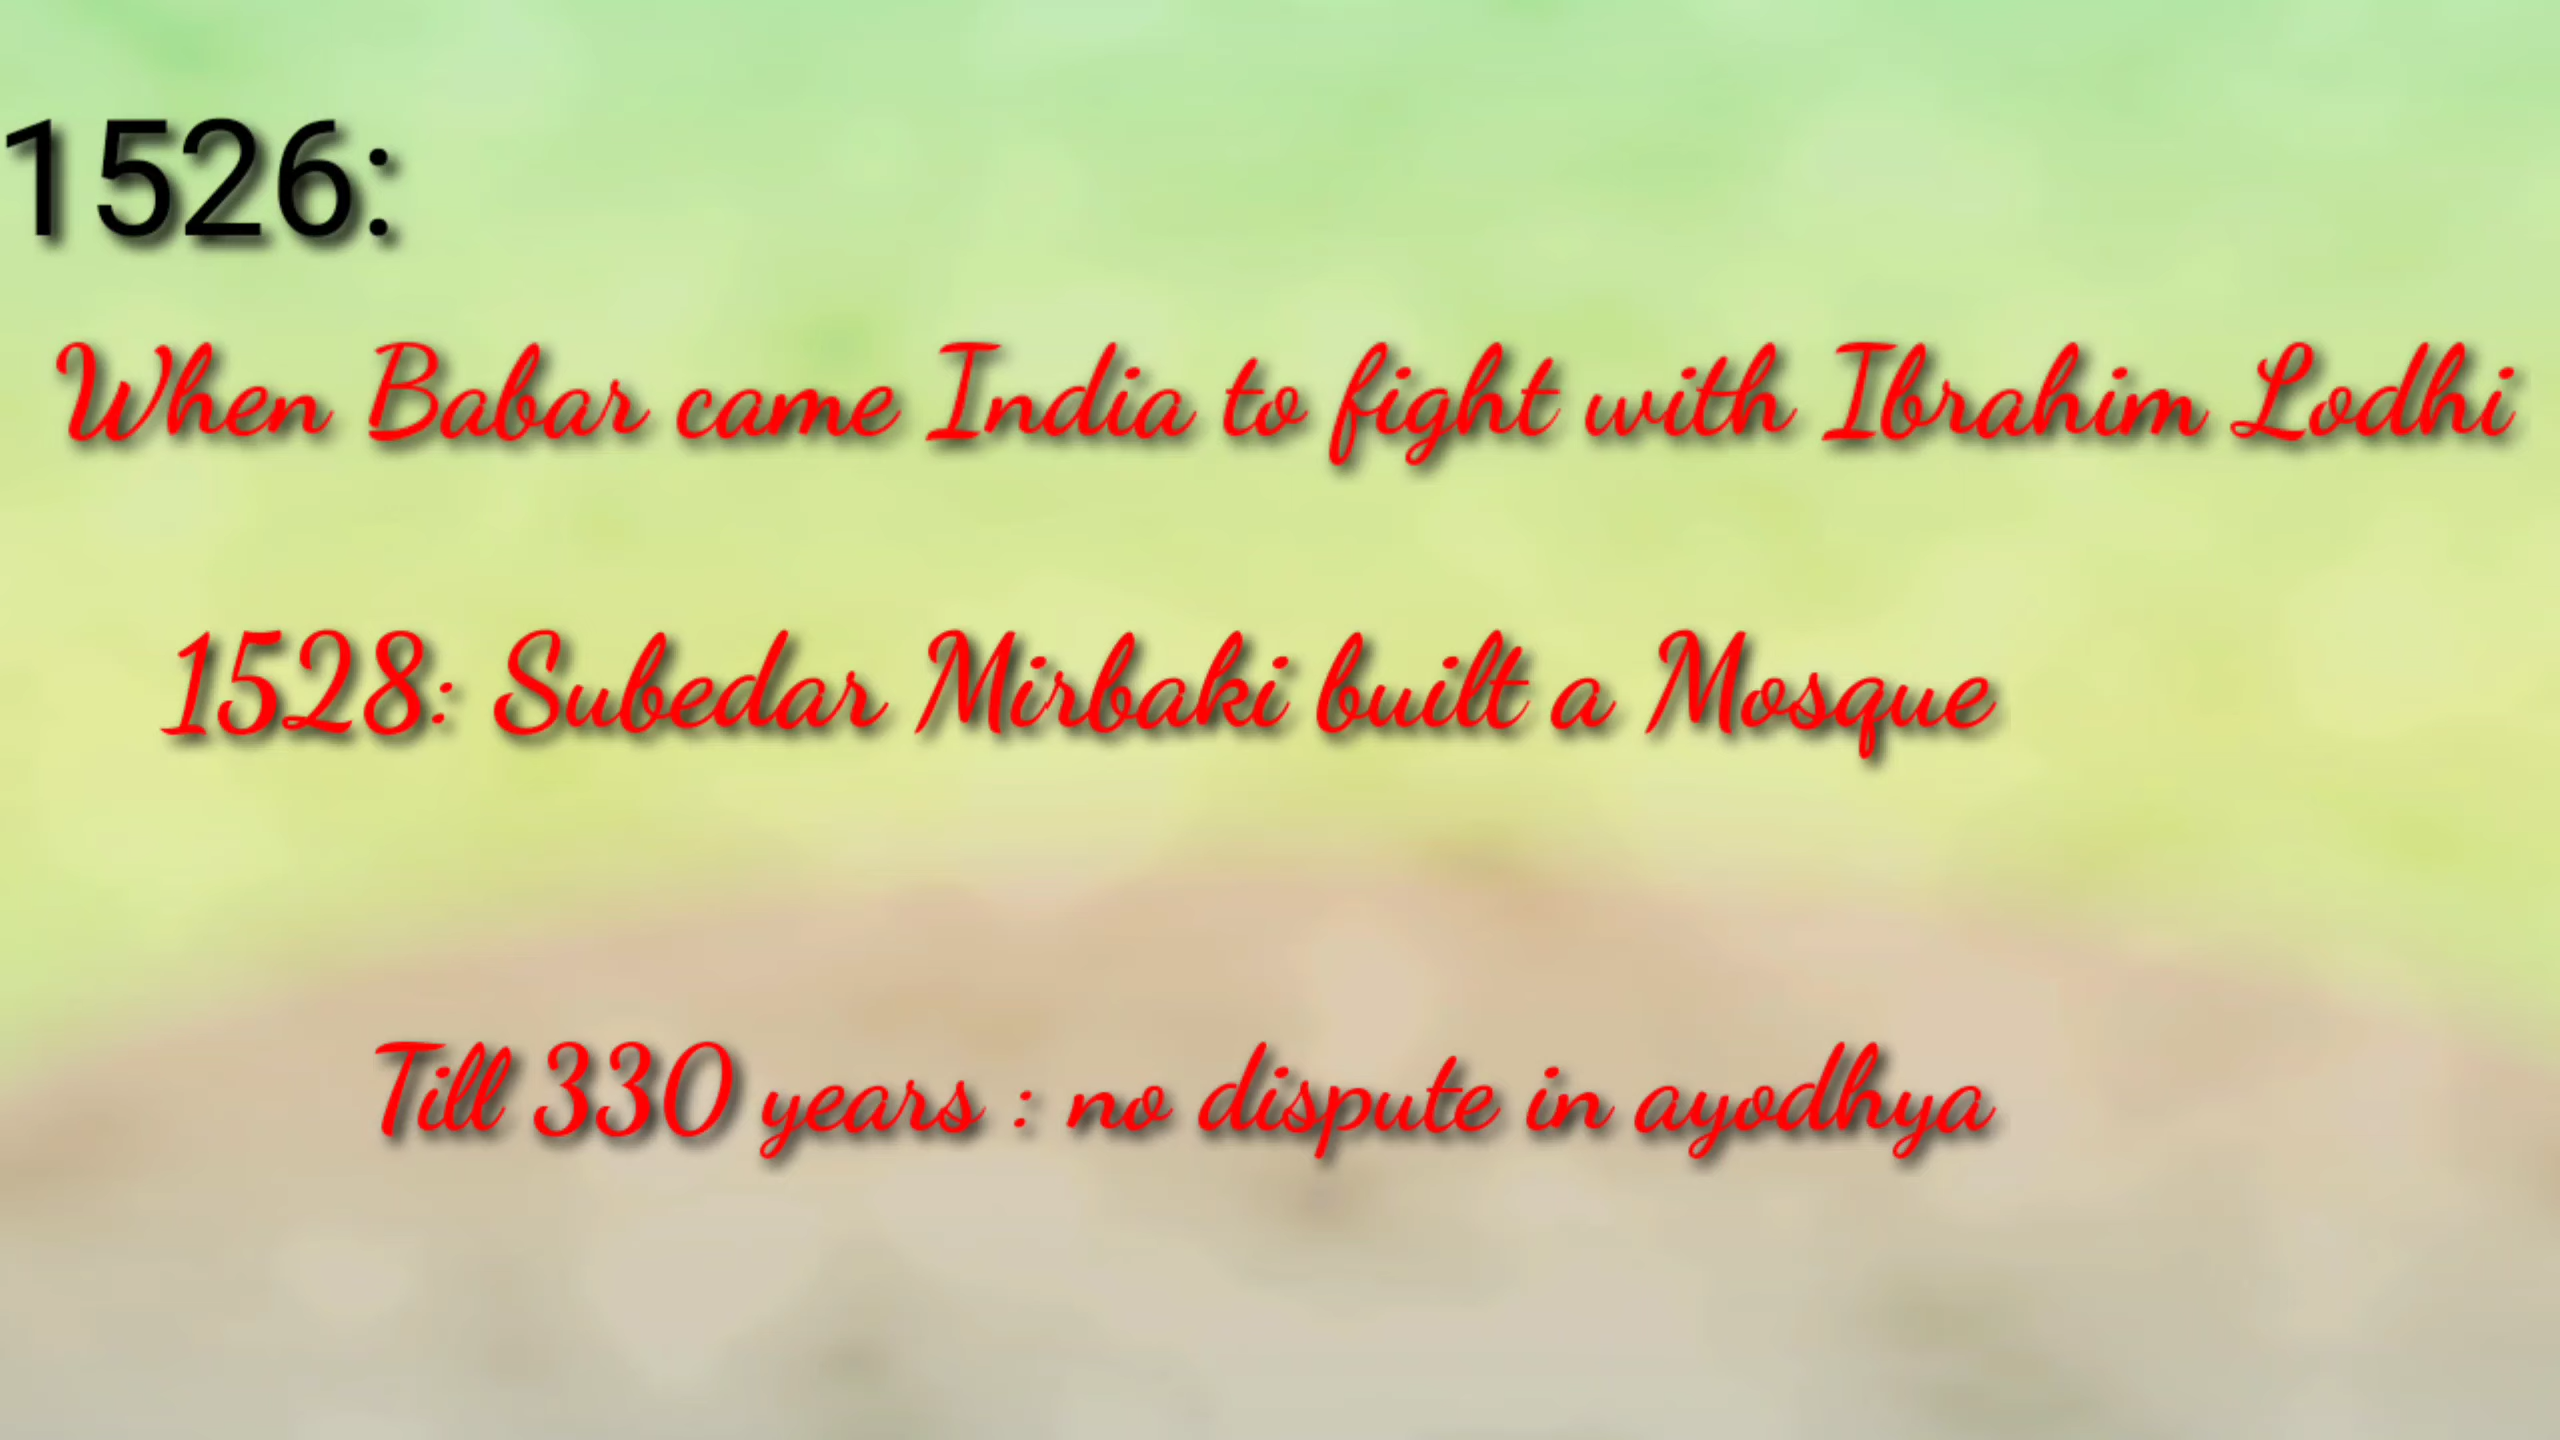 1526:
When Babar came India to fight with Ibrahim Lodhi
1528: Subedar Mirbaki built a Mosque
Till 330 years : no dispute in ayodhya